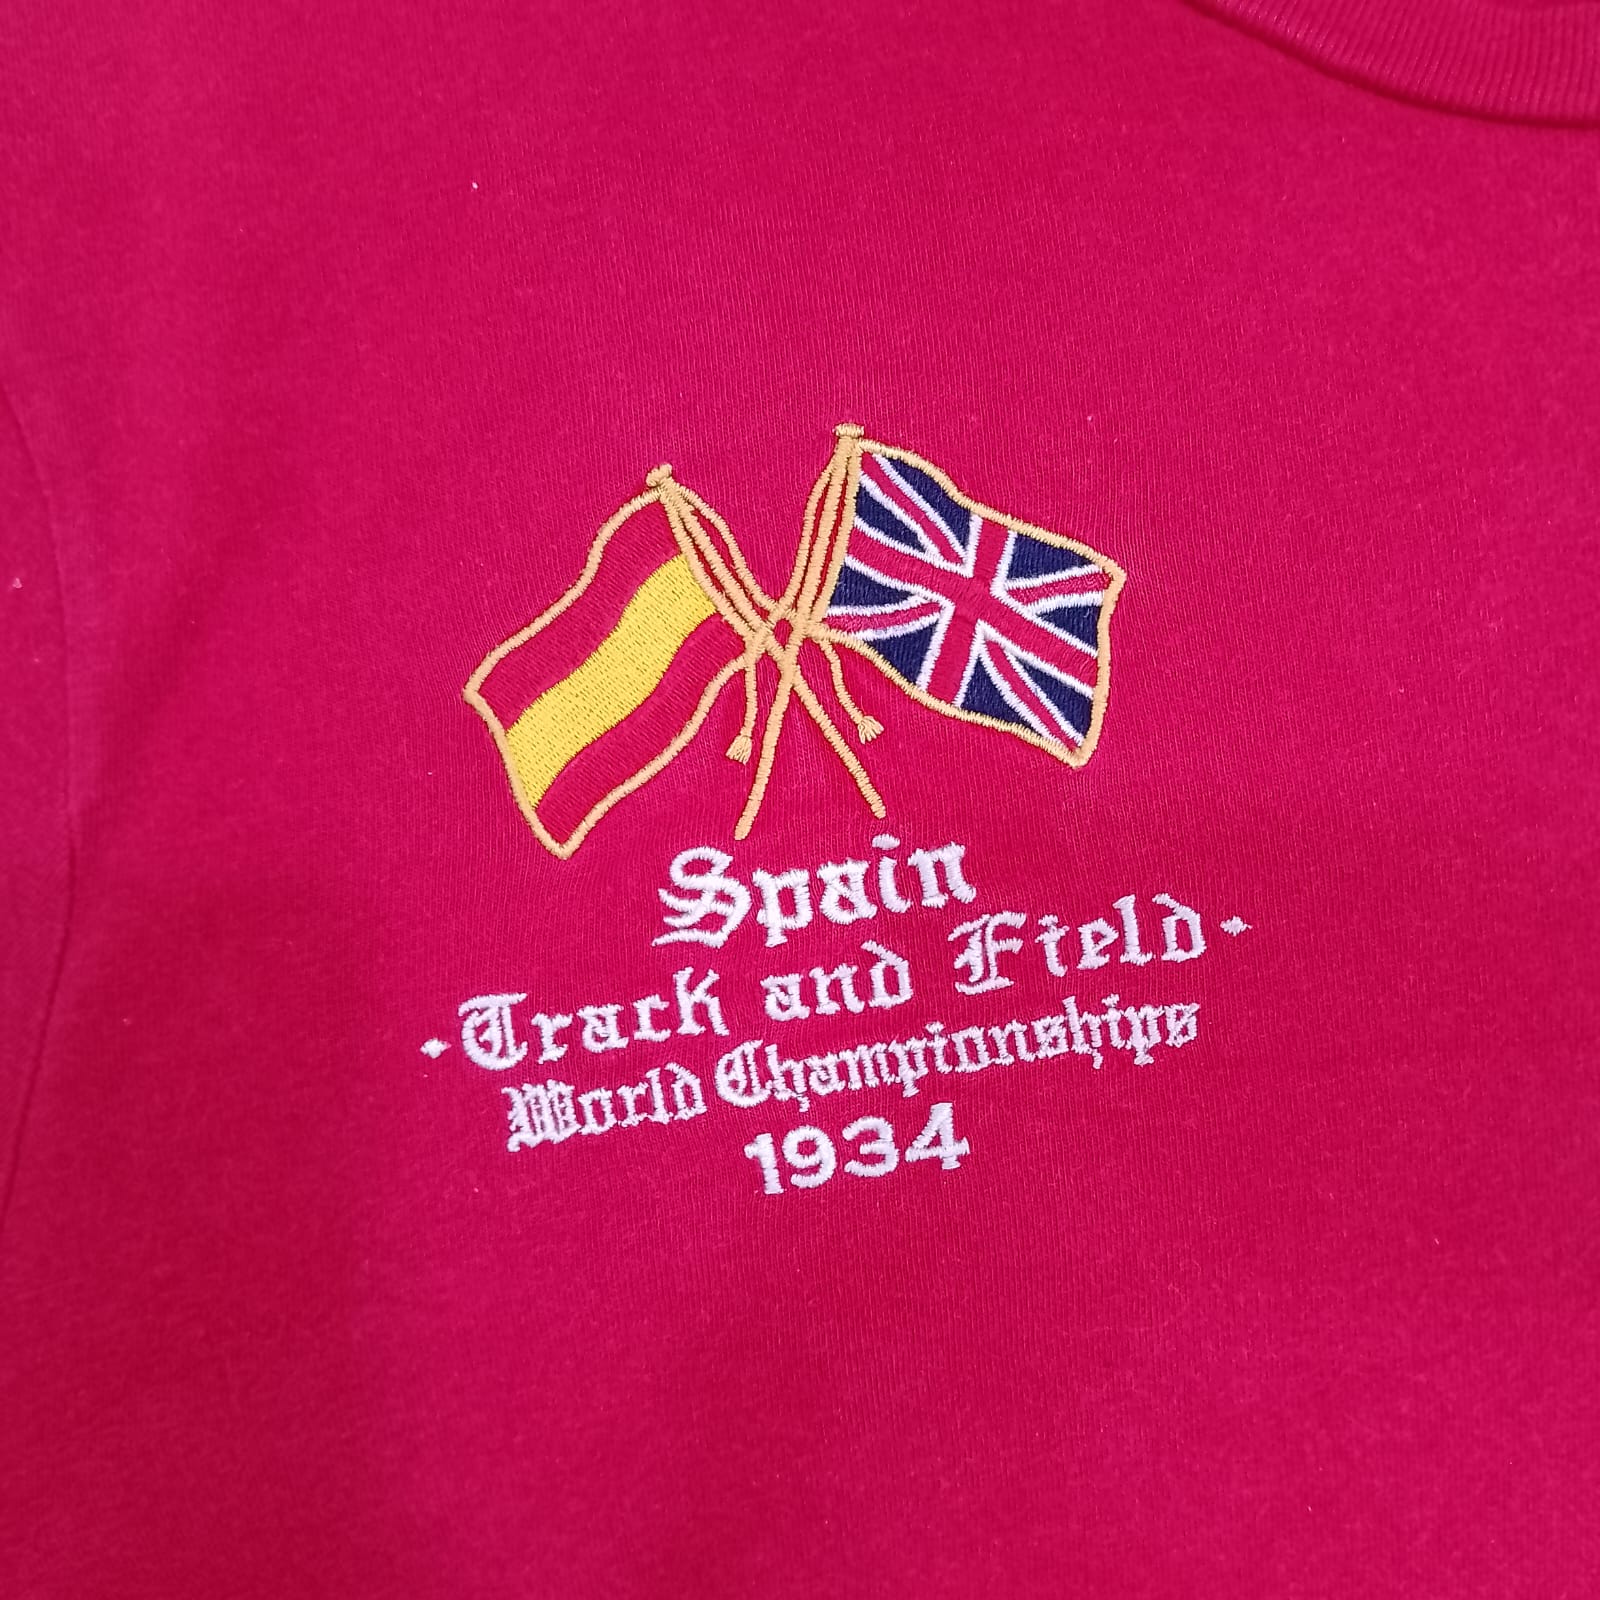 Spain
·Track and Field·
World Championships
1934